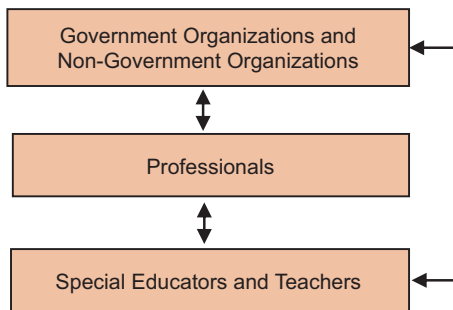 Government Organizations and
Non-Government Organizations
Professionals
Special Educators and Teachers